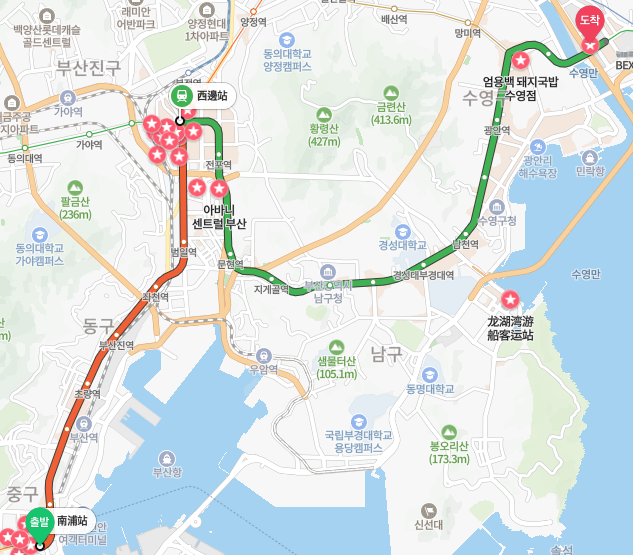 백양산롯데캐슬
골드센트럴
래미안
어반파크
양정현대
1차아파트
양정역
배산역
망미역
도착
동의대학교
양정캠퍼스
부산진구
수영만
BEX
엄용백 돼지국밥
수영점
수영
西邊站
가야역
금련산
(413.6m)
황령산
(427m)
지아파트
동의대역
가야역
전포역
광안역
광안리
해수욕장
민락항
팔금산
(236m)
아바니
센트럴 부산
수영구청
동의대학교
가야캠퍼스
경성대학교
남천역
범일역
문현역
수영만
지게골역
남구청
경성대부경대역
좌천역
龙湖湾游
船客运站
동구
부산진역
우암역
샘물터산
(105.1m)
남구
초량역
동명대학교
부산역
국립부경대학교
용당캠퍼스
봉오리산
(173.3m)
부산항
중구
신선대
출발
南浦站
여객터미널